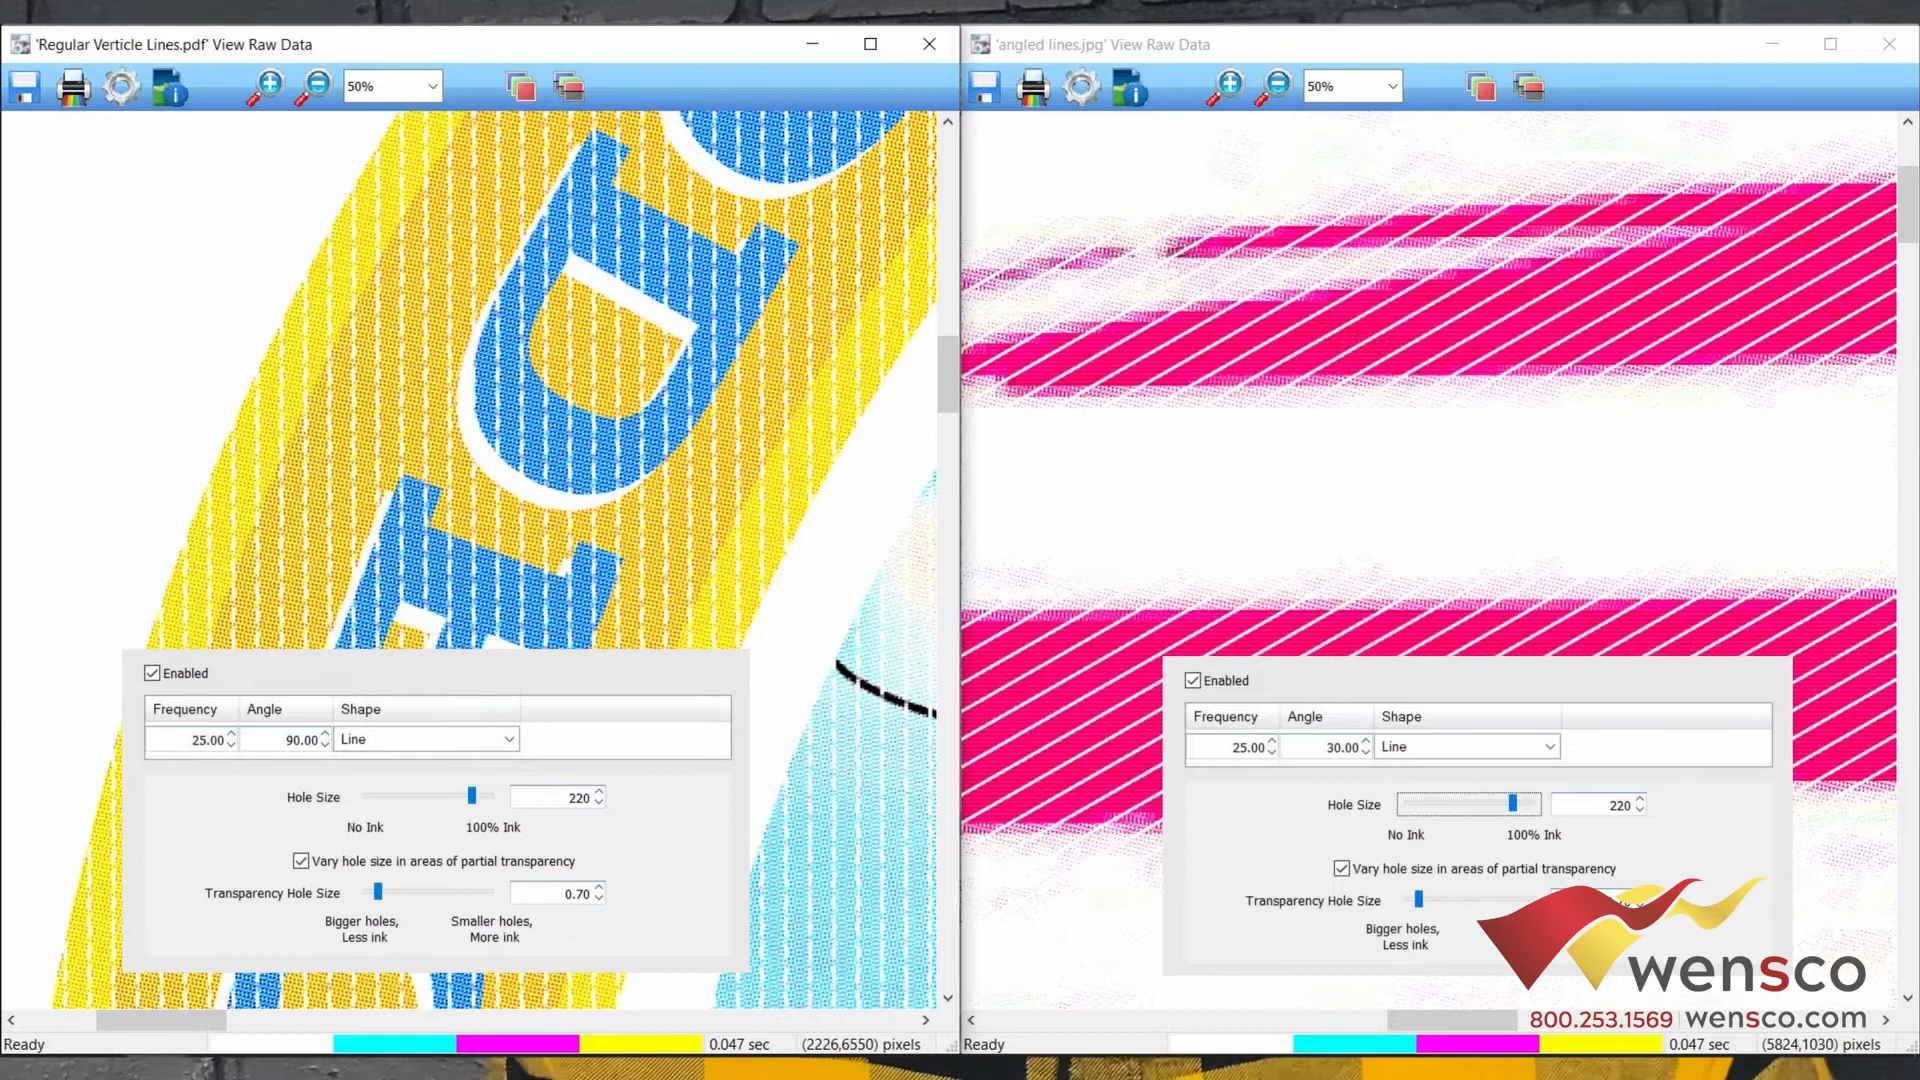 'Regular Verticle Lines.pdf' View Raw Data
50%
Enabled
Frequency Angle Shape
25.00 90.00 Line
Hole Size 220
No Ink 100% Ink
Vary hole size in areas of partial transparency
Transparency Hole Size 0.70
Bigger holes, Smaller holes,
Less ink More ink
Ready 0.047 sec (2226,6550) pixels
'angled lines.jpg' View Raw Data
50%
Enabled
Frequency Angle Shape
25.00 30.00 Line
Hole Size 220
No Ink 100% Ink
Vary hole size in areas of partial transparency
Transparency Hole Size
Bigger holes,
Less ink
wensco
800.253.1569 wensco.com
Ready 0.047 sec (5824,1030) pixels